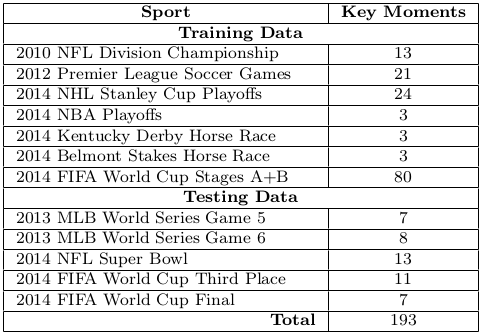 Sport Key Moments
Training Data
2010 NFL Division Championship 13
2012 Premier League Soccer Games 21
2014 NHL Stanley Cup Playoffs 24
2014 NBA Playoffs 3
2014 Kentucky Derby Horse Race 3
2014 Belmont Stakes Horse Race 3
2014 FIFA World Cup Stages A+B 80
Testing Data
2013 MLB World Series Game 5 7
2013 MLB World Series Game 6 8
2014 NFL Super Bowl 13
2014 FIFA World Cup Third Place 11
2014 FIFA World Cup Final 7
Total 193